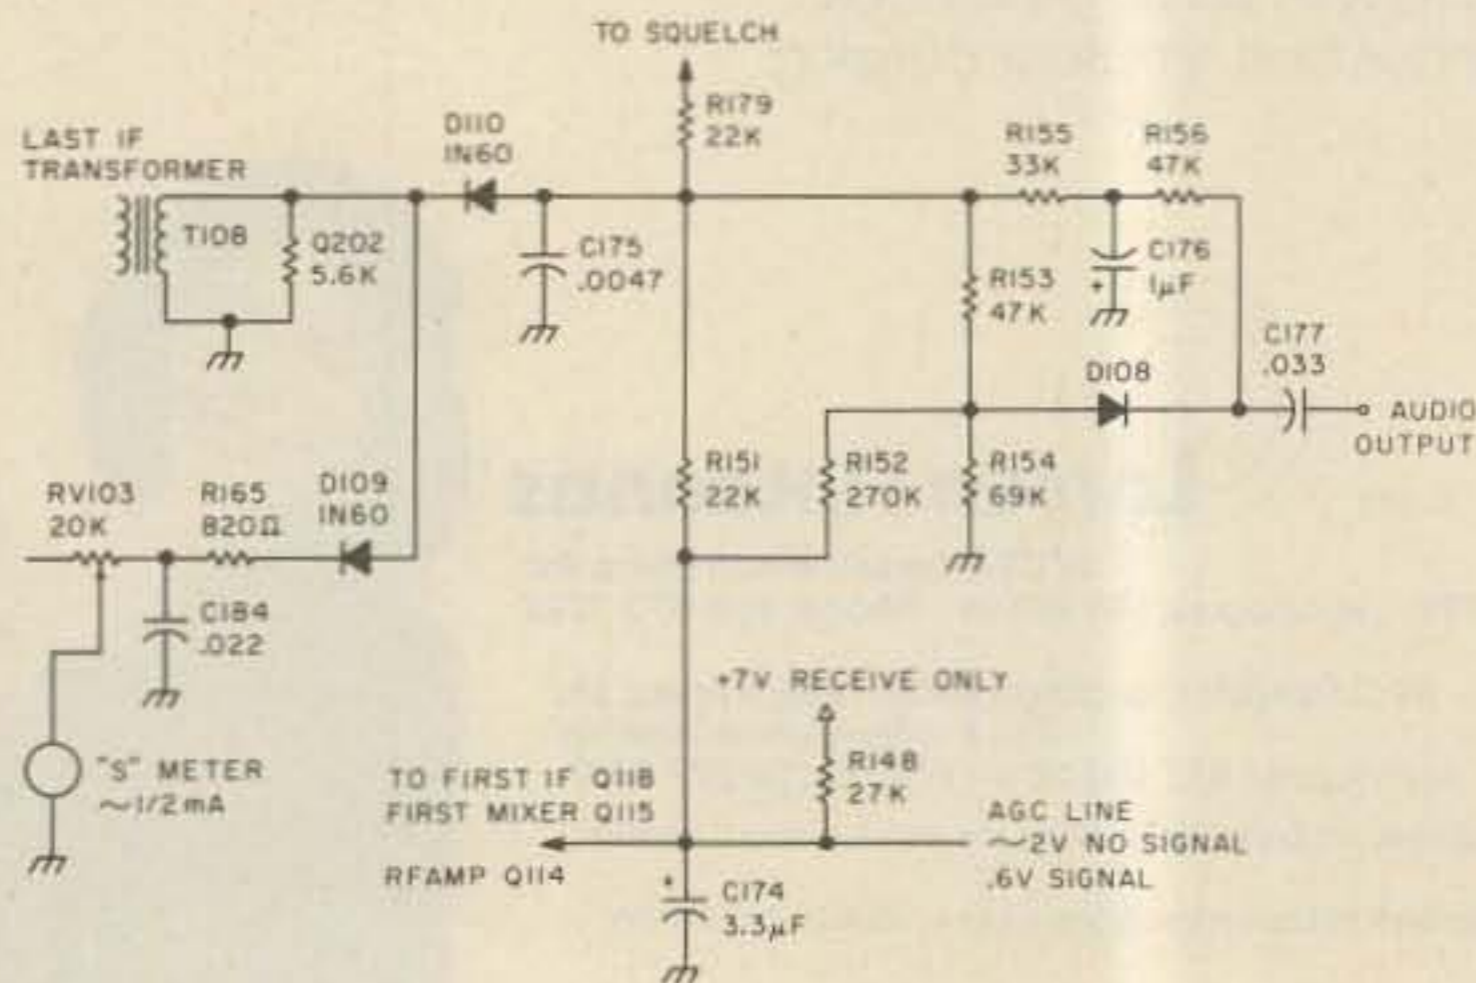 TO SQUELCH
R179
22K
LAST IF
TRANSFORMER
D110
IN60
R155
33K
R156
47K
T108
Q202
5.6K
C175
.0047
R153
47K
C176
+
1µF
C177
.033
D108
AUDIO
OUTPUT
RV103
20K
R165
820Ω
D109
IN60
R151
22K
R152
270K
R154
69K
C184
.022
+7V RECEIVE ONLY
"S" METER
~1/2mA
TO FIRST IF Q118
FIRST MIXER Q115
RFAMP Q114
R148
27K
AGC LINE
~2V NO SIGNAL
.6V SIGNAL
+
C174
3.3µF